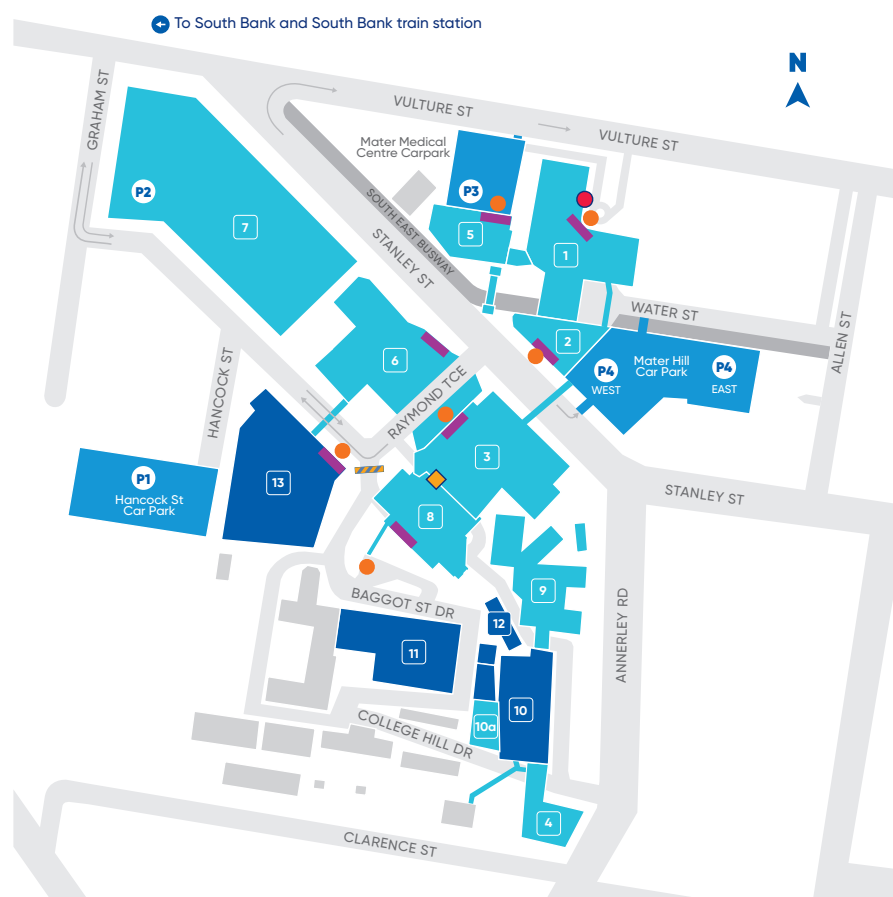 To South Bank and South Bank train station
N
GRAHAM ST
VULTURE ST
VULTURE ST
Mater Medical
Centre Carpark
P2
P3
SOUTH EAST BUSWAY
7
5
STANLEY ST
1
WATER ST
2
ALLEN ST
6
Mater Hill
Car Park
P4
WEST
P4
EAST
HANCOCK ST
RAYMOND TCE
3
P1
Hancock St
Car Park
13
STANLEY ST
8
9
BAGGOT ST DR
ANNERLEY RD
12
11
10
10a
COLLEGE HILL DR
4
CLARENCE ST